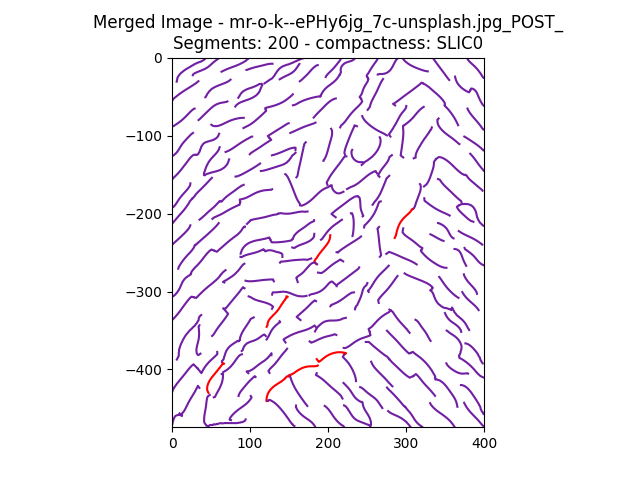 Merged Image - mr-o-k--ePHy6jg_7c-unsplash.jpg_POST_
Segments: 200 - compactness: SLIC0
0
−100
−200
−300
−400
0 100 200 300 400